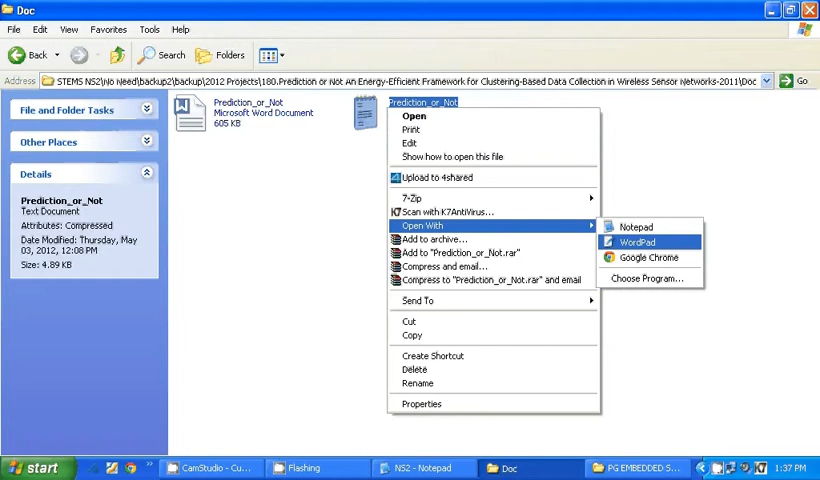 Doc
File Edit View Favorites Tools Help
Back Search Folders
Address STEMS NS2\No Need\backup2\backup\2012 Projects\180.Prediction or Not An Energy-Efficient Framework for Clustering-Based Data Collection in Wireless Sensor Networks-2011\Doc Go
File and Folder Tasks
Other Places
Details
Prediction_or_Not
Text Document
Attributes: Compressed
Date Modified: Thursday, May
03, 2012, 12:08 PM
Size: 4.89 KB
Prediction_or_Not
Microsoft Word Document
605 KB
Prediction_or_Not
Open
Print
Edit
Show how to open this file
Upload to 4shared
7-Zip
Scan with K7AntiVirus...
Open With
Add to archive...
Add to "Prediction_or_Not.rar"
Compress and email...
Compress to "Prediction_or_Not.rar" and email
Send To
Cut
Copy
Create Shortcut
Delete
Rename
Properties
Notepad
WordPad
Google Chrome
Choose Program...
start CamStudio - Cu... Flashing NS2 - Notepad Doc PG EMBEDDED S... K7 1:37 PM